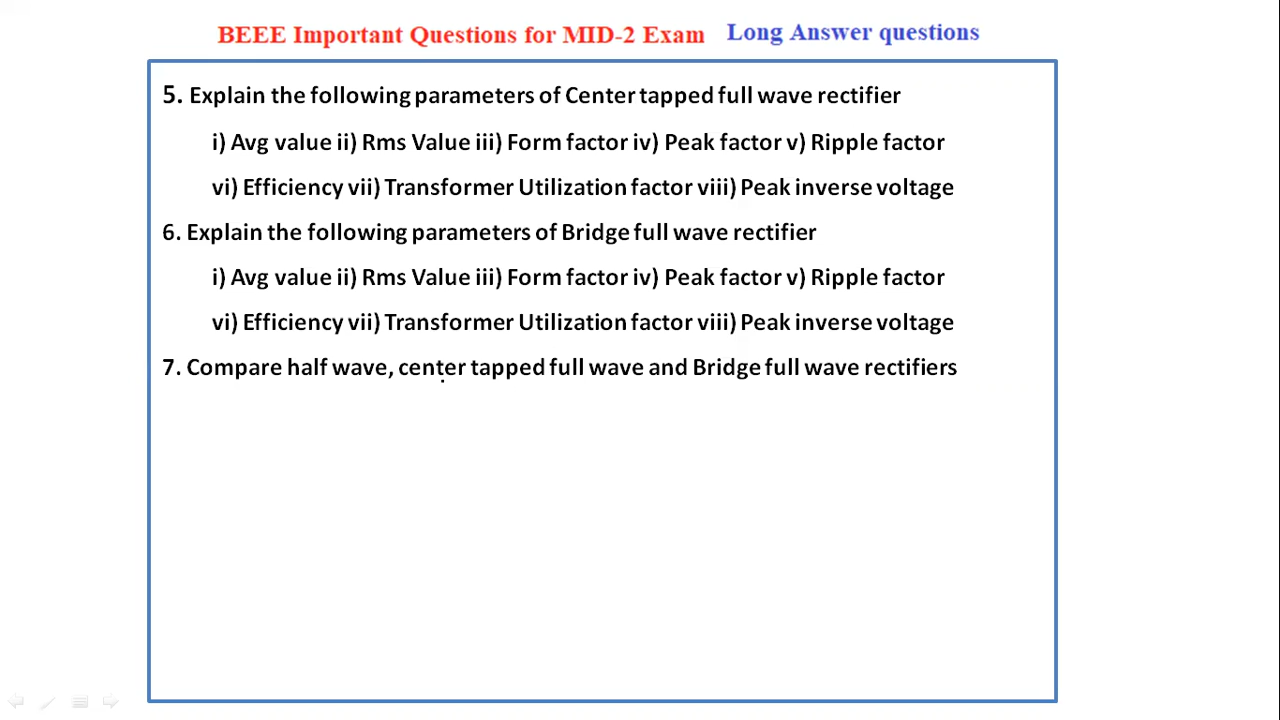 BEEE Important Questions for MID-2 Exam Long Answer questions
5. Explain the following parameters of Center tapped full wave rectifier
i) Avg value ii) Rms Value iii) Form factor iv) Peak factor v) Ripple factor
vi) Efficiency vii) Transformer Utilization factor viii) Peak inverse voltage
6. Explain the following parameters of Bridge full wave rectifier
i) Avg value ii) Rms Value iii) Form factor iv) Peak factor v) Ripple factor
vi) Efficiency vii) Transformer Utilization factor viii) Peak inverse voltage
7. Compare half wave, center tapped full wave and Bridge full wave rectifiers